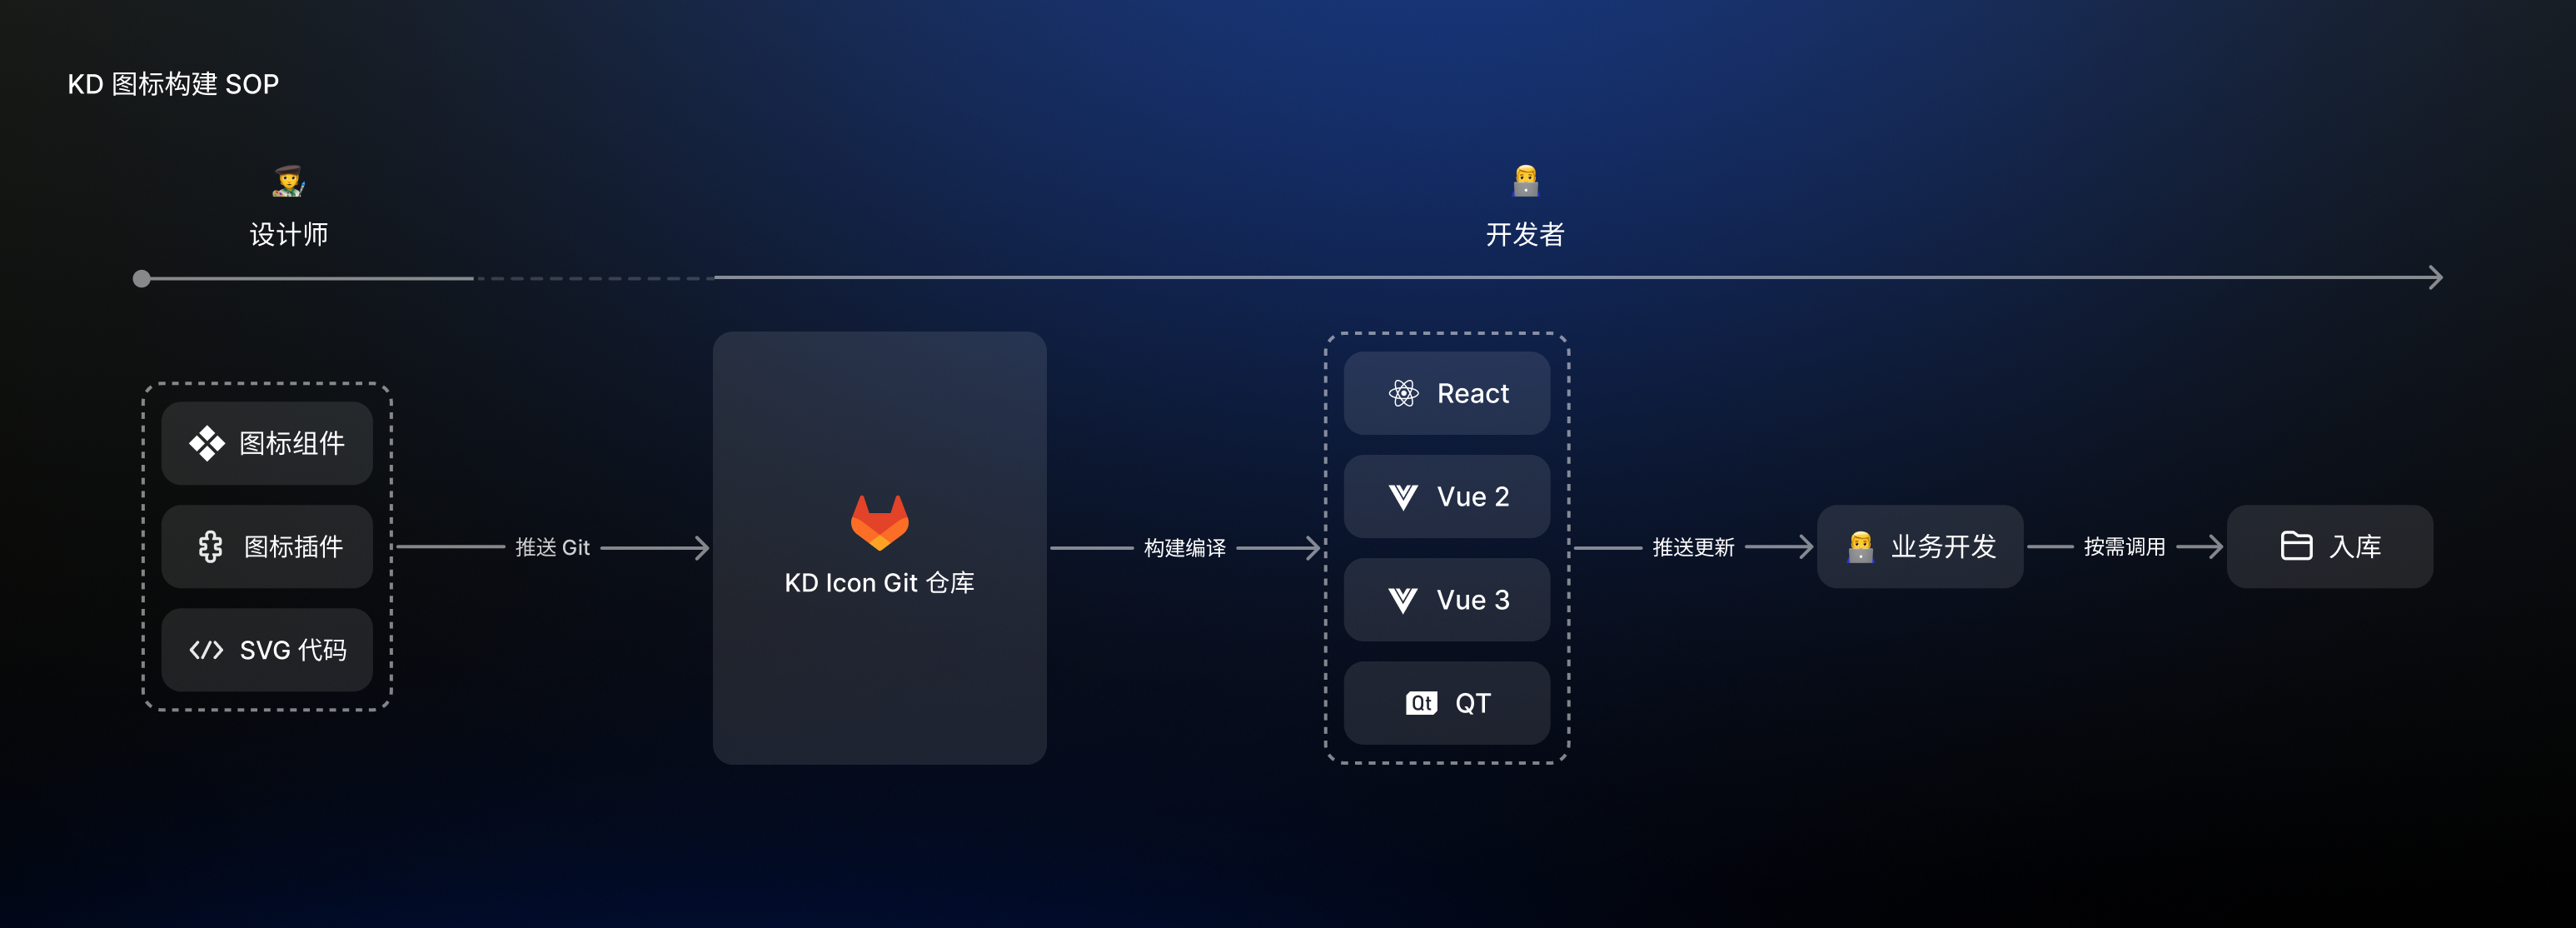 KD 图标构建 SOP
设计师
开发者
图标组件
图标插件
SVG 代码
推送 Git
KD Icon Git 仓库
构建编译
React
Vue 2
Vue 3
Qt QT
推送更新
业务开发
按需调用
入库